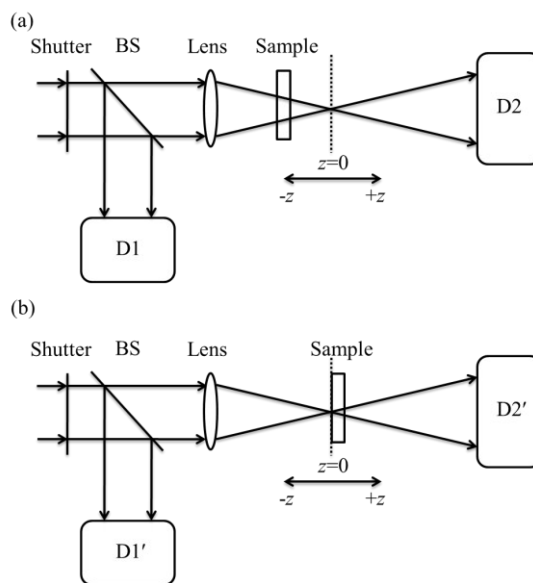 (a)
Shutter BS Lens Sample
D2
z=0
-z +z
D1
(b)
Shutter BS Lens Sample
D2′
z=0
-z +z
D1′